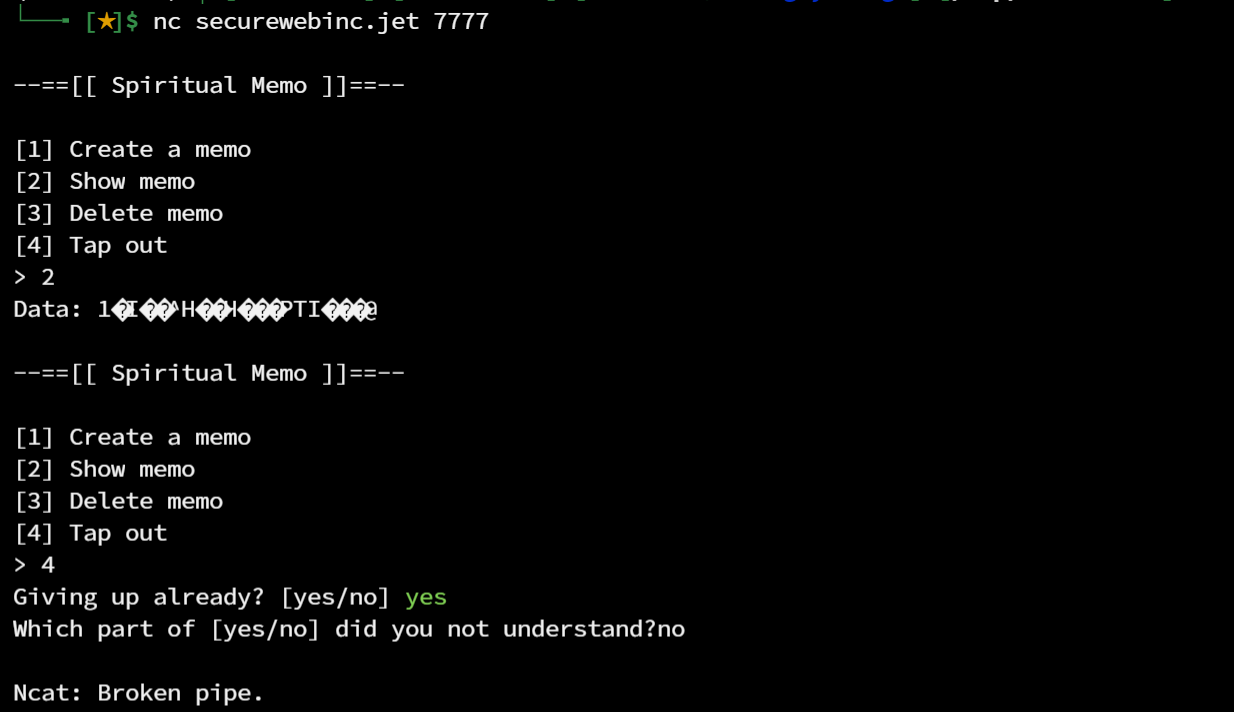 [★]$ nc securewebinc.jet 7777
--==[[ Spiritual Memo ]]==--
[1] Create a memo
[2] Show memo
[3] Delete memo
[4] Tap out
> 2
Data: 1�I��^H��H���PTI���@
--==[[ Spiritual Memo ]]==--
[1] Create a memo
[2] Show memo
[3] Delete memo
[4] Tap out
> 4
Giving up already? [yes/no] yes
Which part of [yes/no] did you not understand?no
Ncat: Broken pipe.